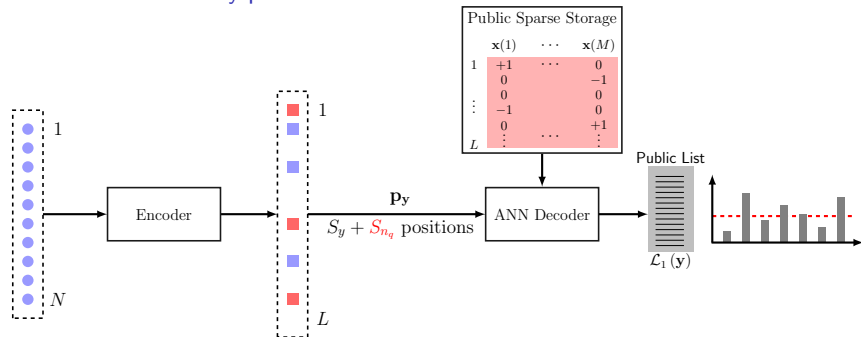 Public Sparse Storage
x(1) ⋯ x(M)
1 +1 ⋯ 0
0 −1
0 0
⋮ −1 0
0 +1
L ⋮ ⋯ ⋮
1
N
Encoder
1
L
p_y
S_y + S_{n_q} positions
ANN Decoder
Public List
ℒ₁(y)